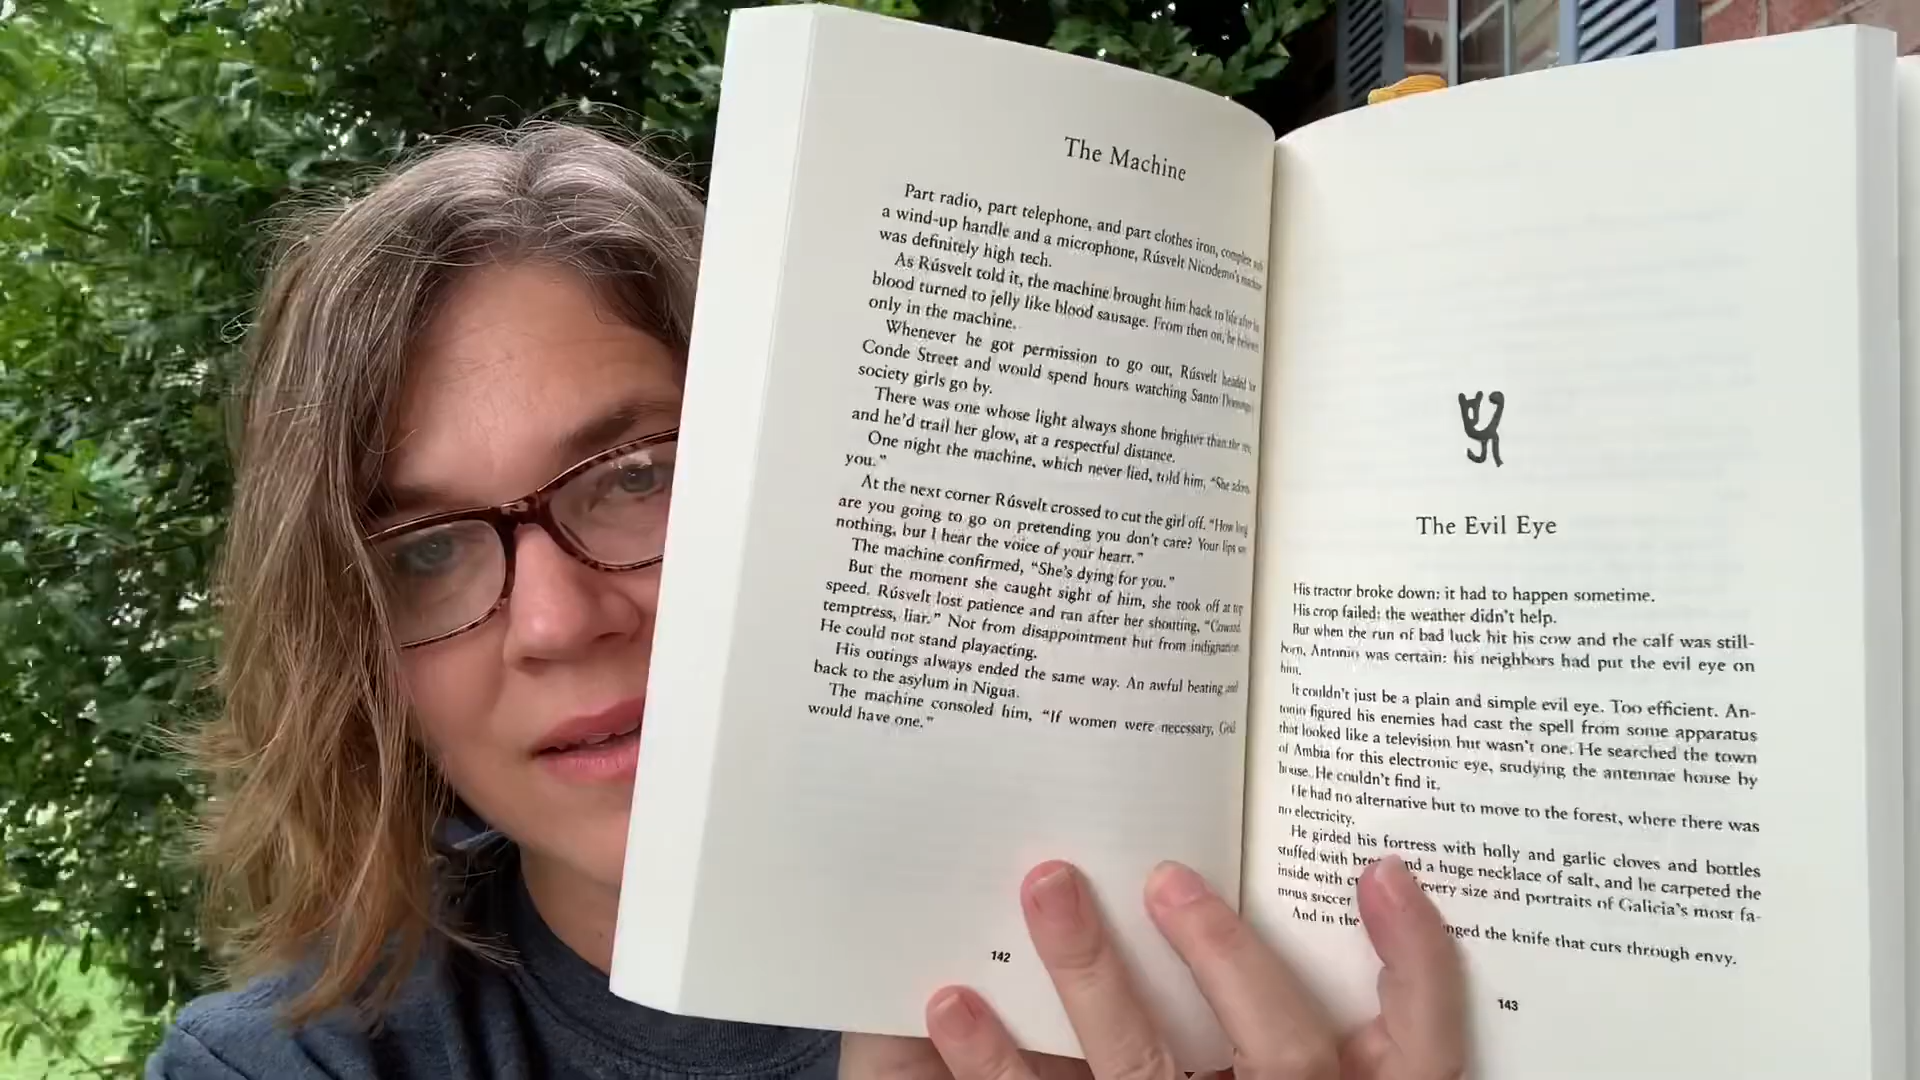 The Machine
Part radio, part telephone, and part clothes iron, complete with
a wind-up handle and a microphone, Rúsvelt Nicodemo's machine
was definitely high tech.
As Rúsvelt told it, the machine brought him back to life after his
blood turned to jelly like blood sausage. From then on, he believed
only in the machine.
Whenever he got permission to go out, Rúsvelt headed for
Conde Street and would spend hours watching Santo Domingo
society girls go by.
There was one whose light always shone brighter than the
and he'd trail her glow, at a respectful distance.
One night the machine, which never lied, told him, "She adores
you."
At the next corner Rúsvelt crossed to cut the girl off. "How long
are you going to go on pretending you don't care? Your lips say
nothing, but I hear the voice of your heart."
The machine confirmed, "She's dying for you."
But the moment she caught sight of him, she took off at top
speed. Rúsvelt lost patience and ran after her shouting, "Coward,
temptress, liar." Not from disappointment but from indignation.
He could not stand playacting.
His outings always ended the same way. An awful beating and
back to the asylum in Nigua.
The machine consoled him, "If women were necessary, God
would have one."
142
The Evil Eye
His tractor broke down: it had to happen sometime.
His crop failed: the weather didn't help.
But when the run of bad luck hit his cow and the calf was still-
born, Antonio was certain: his neighbors had put the evil eye on
him.
It couldn't just be a plain and simple evil eye. Too efficient. An-
tonio figured his enemies had cast the spell from some apparatus
that looked like a television but wasn't one. He searched the town
of Ambia for this electronic eye, studying the antennae house by
house. He couldn't find it.
He had no alternative but to move to the forest, where there was
no electricity.
He girded his fortress with holly and garlic cloves and bottles
stuffed with and a huge necklace of salt, and he carpeted the
inside with every size and portraits of Galicia's most fa-
mous soccer
And in the the knife that cuts through envy.
143